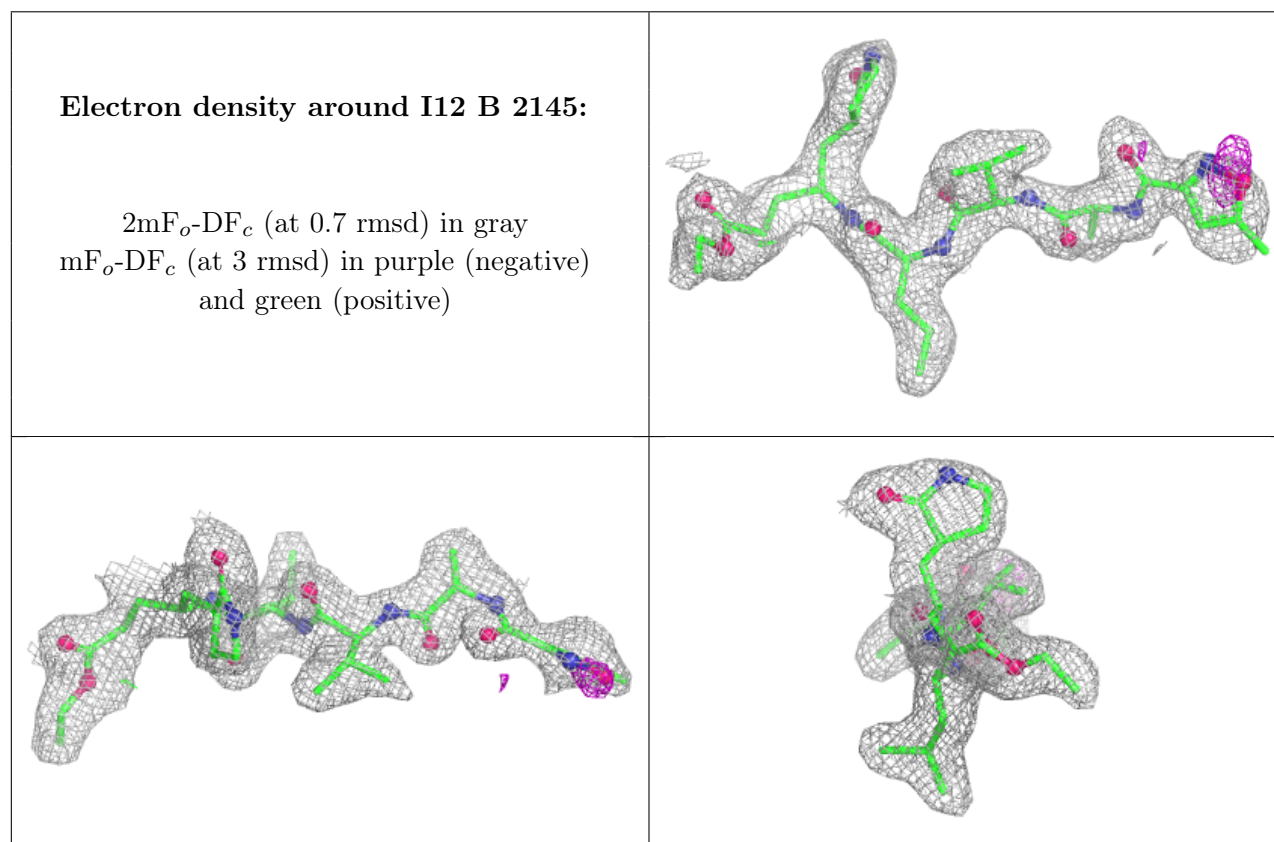 Electron density around I12 B 2145:
2mFo-DFc (at 0.7 rmsd) in gray
mFo-DFc (at 3 rmsd) in purple (negative)
and green (positive)